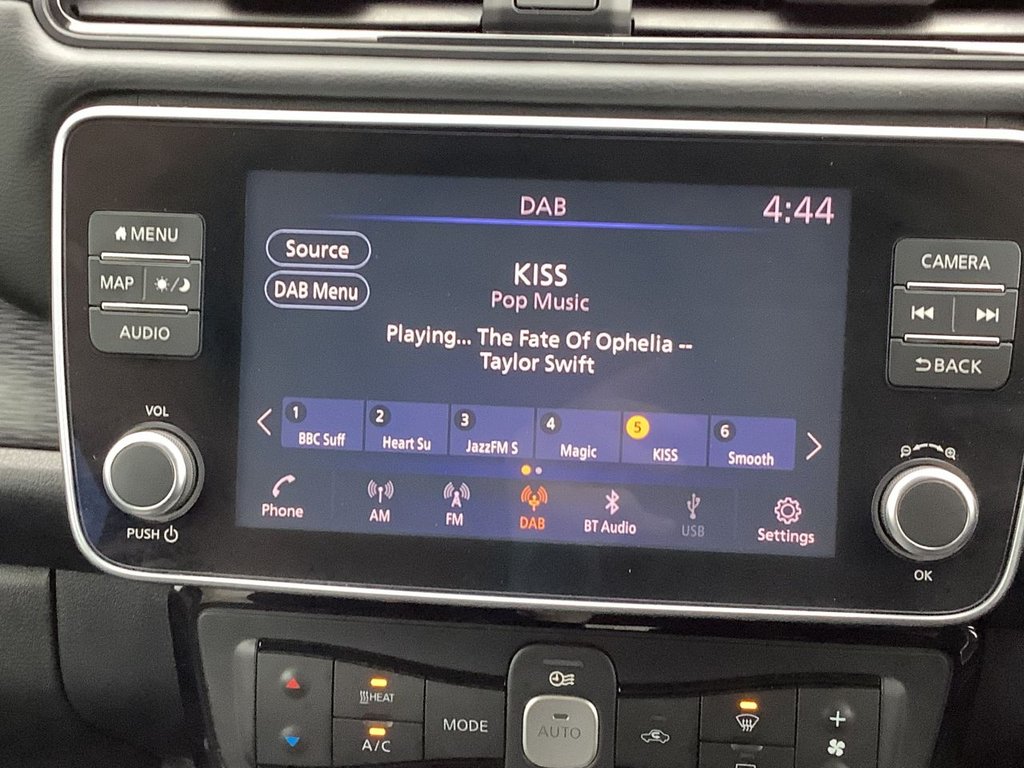 DAB
4:44
MENU
Source
MAP
DAB Menu
AUDIO
KISS
Pop Music
Playing... The Fate Of Ophelia --
Taylor Swift
CAMERA
BACK
1
BBC Suff
2
Heart Su
3
JazzFM S
4
Magic
5
KISS
6
Smooth
VOL
PUSH
Phone
AM
FM
DAB
BT Audio
USB
Settings
OK
HEAT
A/C
MODE
AUTO